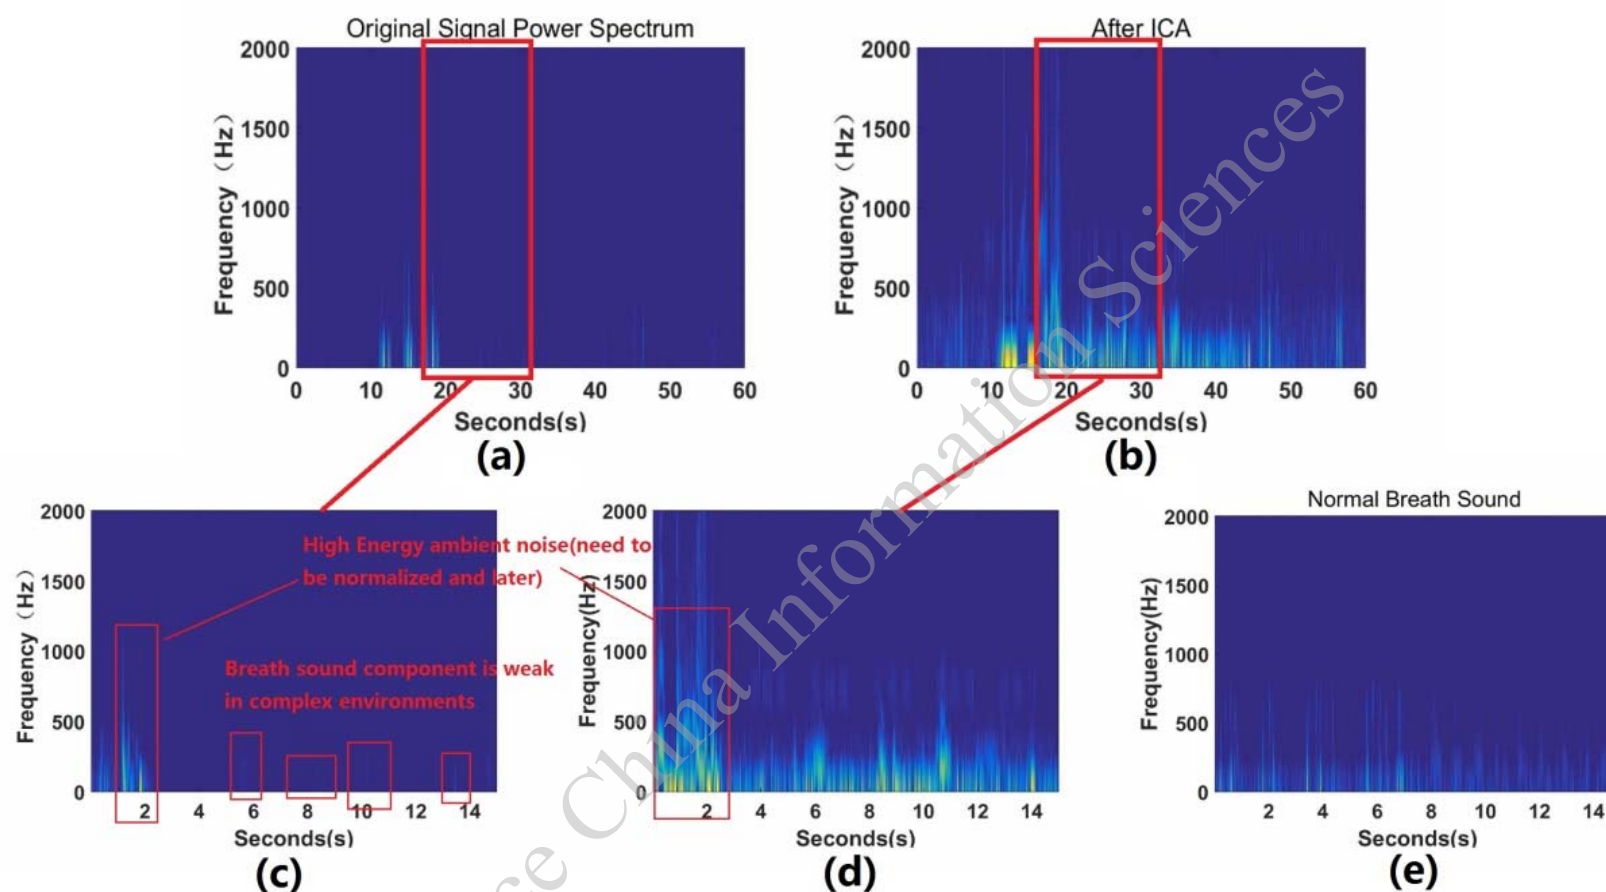 Original Signal Power Spectrum
2000
1500
1000
500
0
Frequency（Hz）
0 10 20 30 40 50 60
Seconds(s)
(a)
After ICA
2000
1500
1000
500
0
Frequency（Hz）
0 10 20 30 40 50 60
Seconds(s)
(b)
2000
1500
1000
500
0
Frequency（Hz）
High Energy ambient noise(need to
be normalized and later)
Breath sound component is weak
in complex environments
2 4 6 8 10 12 14
Seconds(s)
(c)
2000
1500
1000
500
0
Frequency(Hz)
2 4 6 8 10 12 14
Seconds(s)
(d)
Normal Breath Sound
2000
1500
1000
500
0
Frequency(Hz)
2 4 6 8 10 12 14
Seconds(s)
(e)
China Information Sciences